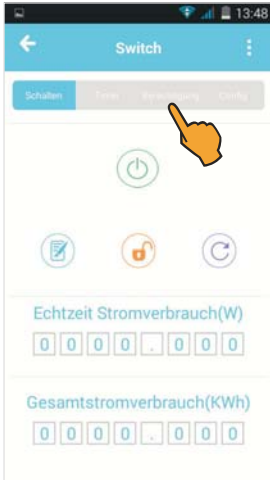 13:48
Switch
Schalten Timer Verzögerung Config
Echtzeit Stromverbrauch(W)
0 0 0 0 . 0 0 0
Gesamtstromverbrauch(KWh)
0 0 0 0 . 0 0 0